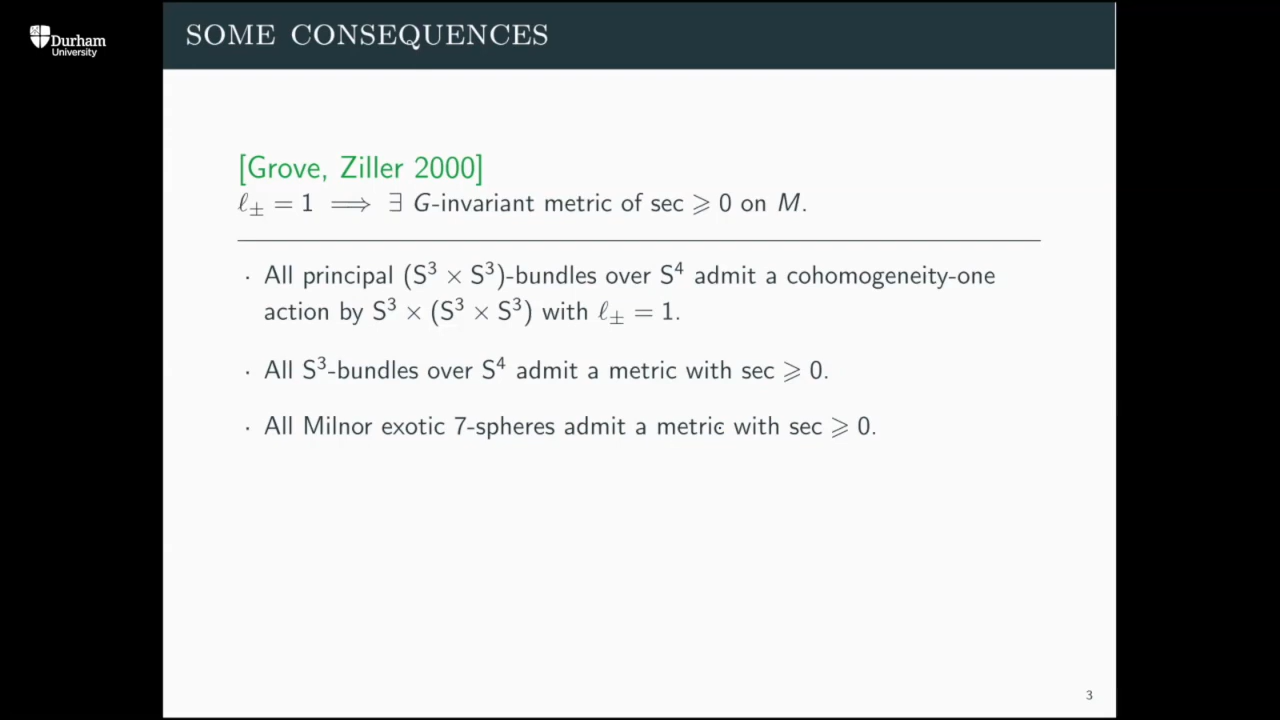 Durham
University
SOME CONSEQUENCES
[Grove, Ziller 2000]
ℓ± = 1 ⟹ ∃ G-invariant metric of sec ⩾ 0 on M.
· All principal (S³ × S³)-bundles over S⁴ admit a cohomogeneity-one
action by S³ × (S³ × S³) with ℓ± = 1.
· All S³-bundles over S⁴ admit a metric with sec ⩾ 0.
· All Milnor exotic 7-spheres admit a metric with sec ⩾ 0.
3